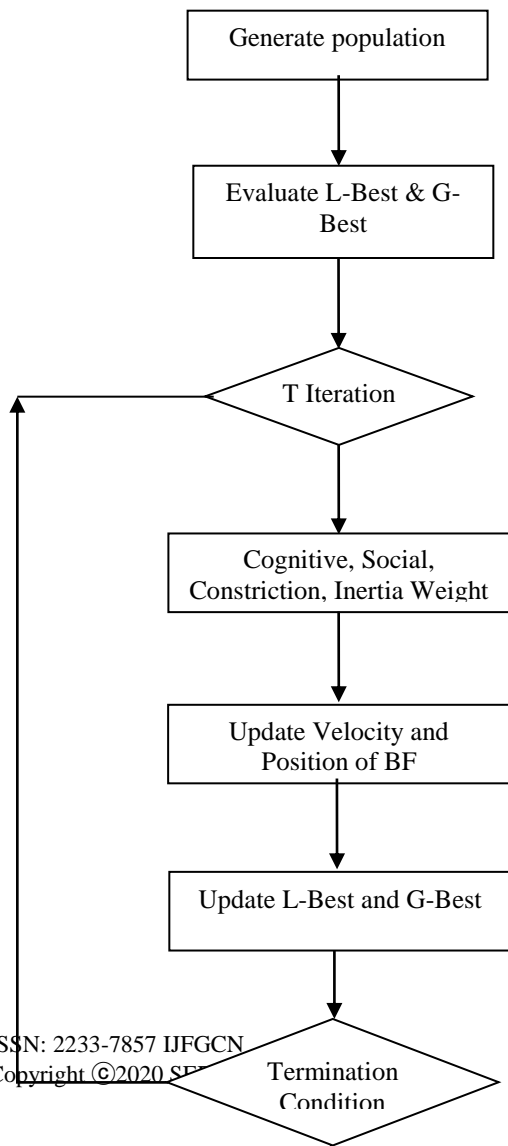 Generate population
Evaluate L-Best & G-
Best
T Iteration
Cognitive, Social,
Constriction, Inertia Weight
Update Velocity and
Position of BF
Update L-Best and G-Best
SSN: 2233-7857 IJFGCN
Copyright ⓒ2020
Termination
Condition